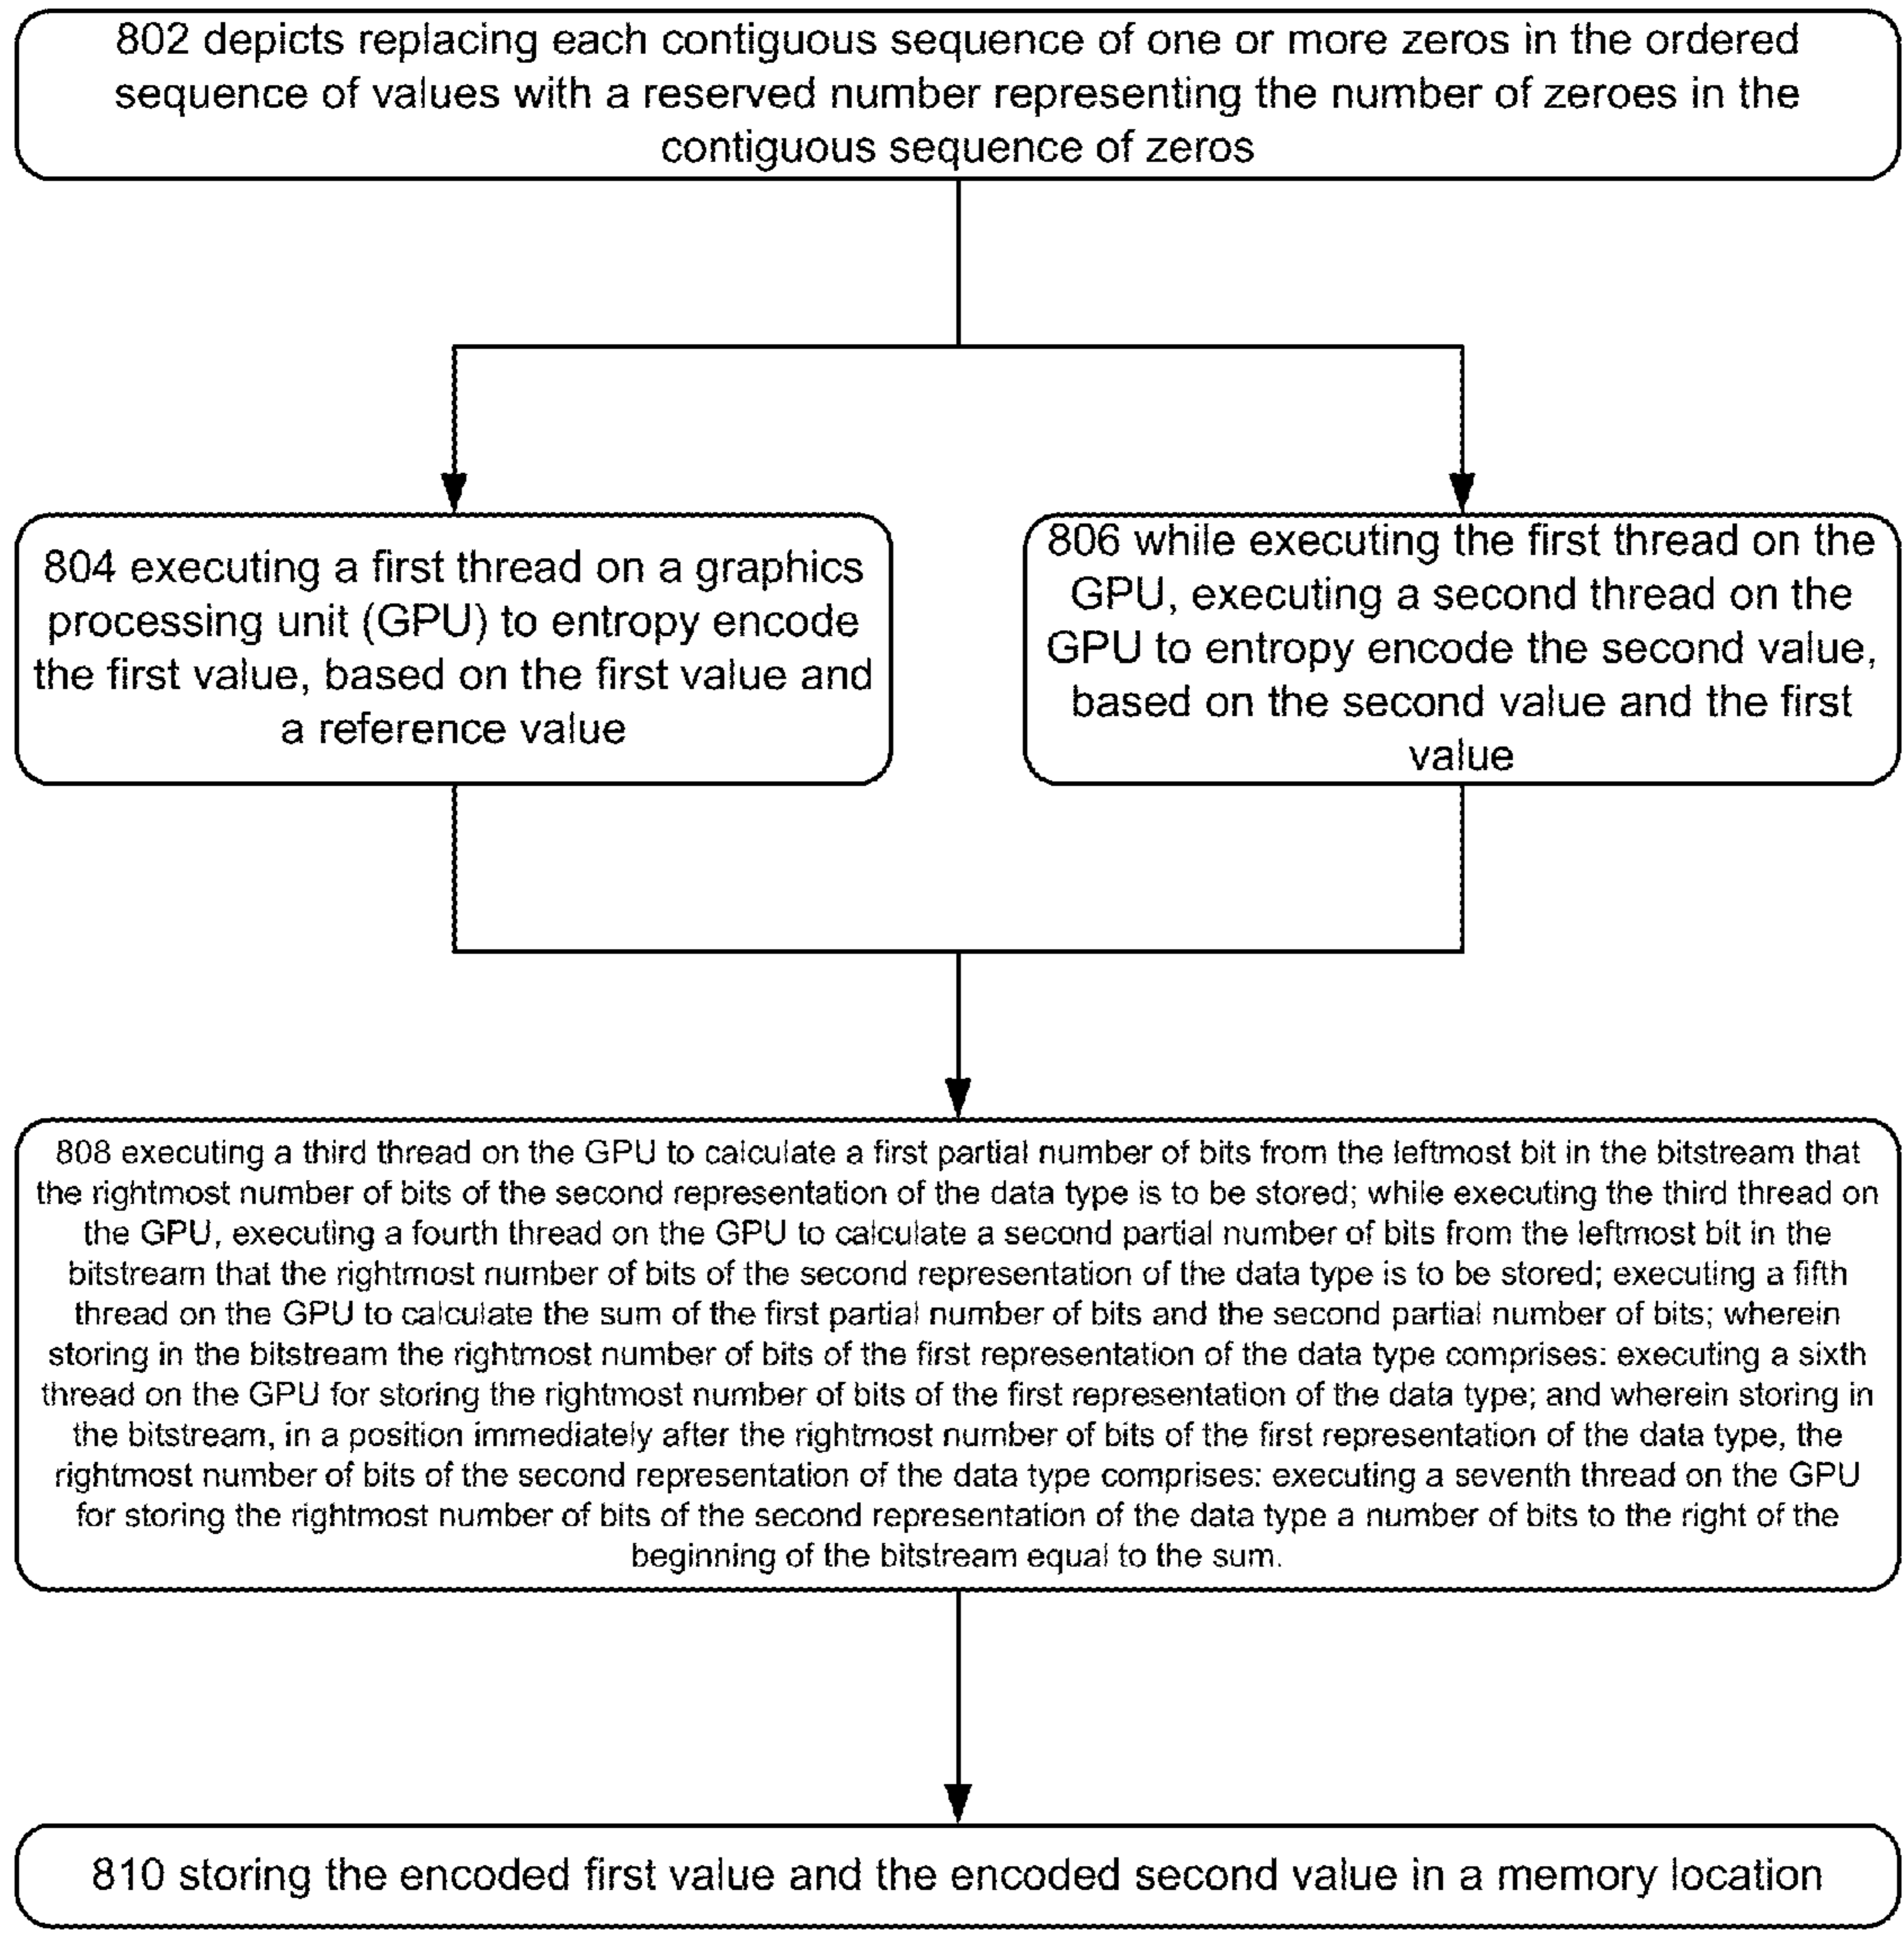 802 depicts replacing each contiguous sequence of one or more zeros in the ordered
sequence of values with a reserved number representing the number of zeroes in the
contiguous sequence of zeros
804 executing a first thread on a graphics
processing unit (GPU) to entropy encode
the first value, based on the first value and
a reference value
806 while executing the first thread on the
GPU, executing a second thread on the
GPU to entropy encode the second value,
based on the second value and the first
value
808 executing a third thread on the GPU to calculate a first partial number of bits from the leftmost bit in the bitstream that
the rightmost number of bits of the second representation of the data type is to be stored; while executing the third thread on
the GPU, executing a fourth thread on the GPU to calculate a second partial number of bits from the leftmost bit in the
bitstream that the rightmost number of bits of the second representation of the data type is to be stored; executing a fifth
thread on the GPU to calculate the sum of the first partial number of bits and the second partial number of bits; wherein
storing in the bitstream the rightmost number of bits of the first representation of the data type comprises: executing a sixth
thread on the GPU for storing the rightmost number of bits of the first representation of the data type; and wherein storing in
the bitstream, in a position immediately after the rightmost number of bits of the first representation of the data type, the
rightmost number of bits of the second representation of the data type comprises: executing a seventh thread on the GPU
for storing the rightmost number of bits of the second representation of the data type a number of bits to the right of the
beginning of the bitstream equal to the sum.
810 storing the encoded first value and the encoded second value in a memory location